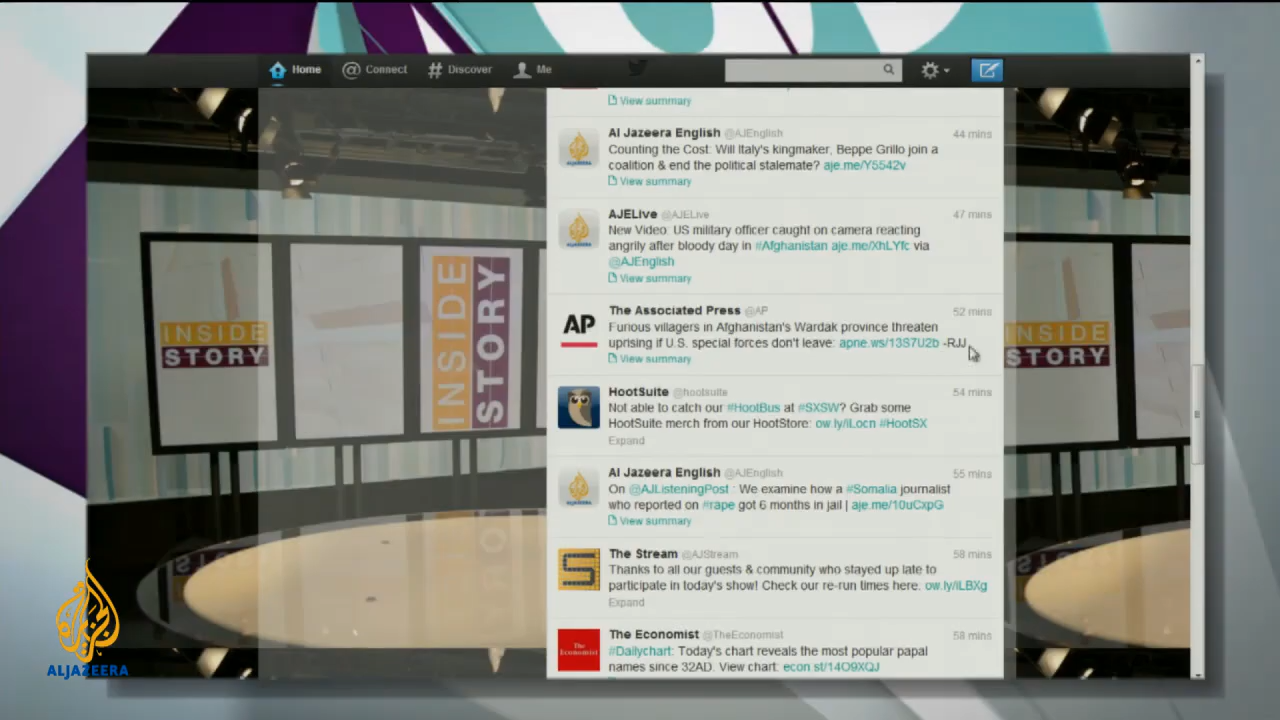 Home
Connect
Discover
Me
View summary
Al Jazeera English @AJEnglish 44 mins
Counting the Cost: Will Italy's kingmaker, Beppe Grillo join a
coalition & end the political stalemate? aje.me/Y5542v
View summary
AJELive @AJELive 47 mins
New Video: US military officer caught on camera reacting
angrily after bloody day in #Afghanistan aje.me/XhLYfc via
@AJEnglish
View summary
AP
The Associated Press @AP 52 mins
Furious villagers in Afghanistan's Wardak province threaten
uprising if U.S. special forces don't leave: apne.ws/13S7U2b -RJJ
View summary
HootSuite @hootsuite 54 mins
Not able to catch our #HootBus at #SXSW? Grab some
HootSuite merch from our HootStore: ow.ly/iLocn #HootSX
Expand
Al Jazeera English @AJEnglish 55 mins
On @AJListeningPost : We examine how a #Somalia journalist
who reported on #rape got 6 months in jail | aje.me/10uCxpG
View summary
The Stream @AJStream 58 mins
Thanks to all our guests & community who stayed up late to
participate in today's show! Check our re-run times here. ow.ly/iLBXg
Expand
The Economist
The Economist @TheEconomist 58 mins
#Dailychart: Today's chart reveals the most popular papal
names since 32AD. View chart: econ.st/14O9XQJ
INSIDE
STORY
INSIDE
STORY
INSIDE
STORY
ALJAZEERA